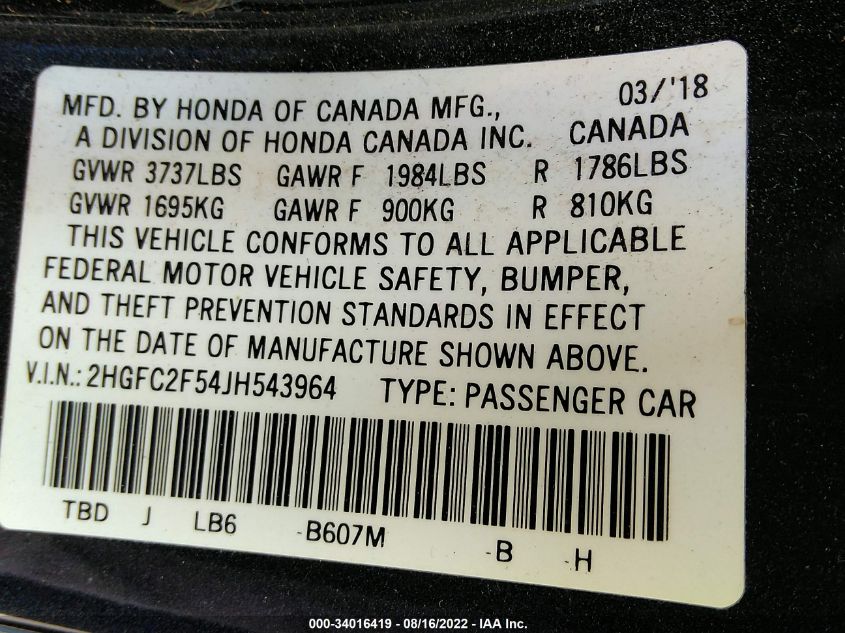 MFD. BY HONDA OF CANADA MFG., 03/'18
A DIVISION OF HONDA CANADA INC. CANADA
GVWR 3737LBS GAWR F 1984LBS R 1786LBS
GVWR 1695KG GAWR F 900KG R 810KG
THIS VEHICLE CONFORMS TO ALL APPLICABLE
FEDERAL MOTOR VEHICLE SAFETY, BUMPER,
AND THEFT PREVENTION STANDARDS IN EFFECT
ON THE DATE OF MANUFACTURE SHOWN ABOVE.
V.I.N.: 2HGFC2F54JH543964 TYPE: PASSENGER CAR
TBD J LB6 -B607M -B -H
000-34016419 - 08/16/2022 - IAA Inc.